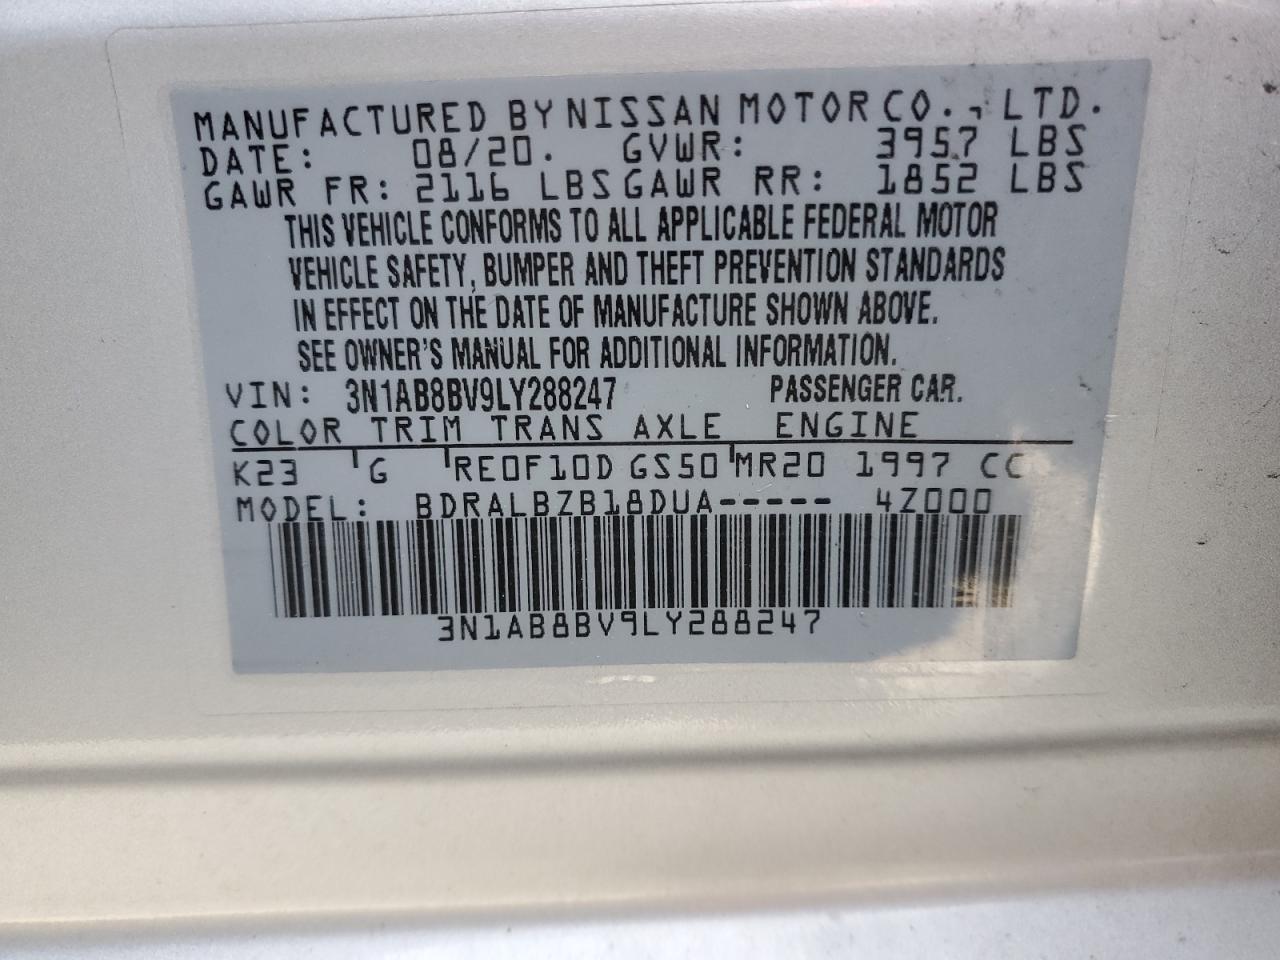 MANUFACTURED BY NISSAN MOTOR CO., LTD.
DATE: 08/20. GVWR: 3957 LBS
GAWR FR: 2116 LBS GAWR RR: 1852 LBS
THIS VEHICLE CONFORMS TO ALL APPLICABLE FEDERAL MOTOR
VEHICLE SAFETY, BUMPER AND THEFT PREVENTION STANDARDS
IN EFFECT ON THE DATE OF MANUFACTURE SHOWN ABOVE.
SEE OWNER'S MANUAL FOR ADDITIONAL INFORMATION.
VIN: 3N1AB8BV9LY288247 PASSENGER CAR.
COLOR TRIM TRANS AXLE ENGINE
K23 G RE0F10D GS50 MR20 1997 CC
MODEL: BDRALBZB18DUA----- 4Z000
3N1AB8BV9LY288247